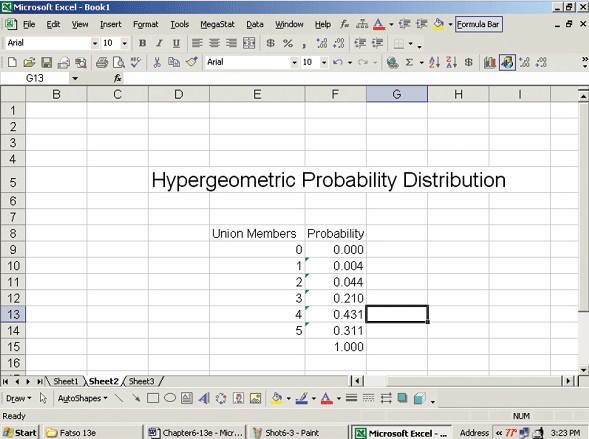 Microsoft Excel - Book1
File Edit View Insert Format Tools MegaStat Data Window Help Formula Bar
Arial 10 B I U $ % ,
Arial 10
G13 fx
B C D E F G H I
1
2
3
4
5 Hypergeometric Probability Distribution
6
7
8 Union Members Probability
9 0 0.000
10 1 0.004
11 2 0.044
12 3 0.210
13 4 0.431
14 5 0.311
15 1.000
16
Sheet1 Sheet2 Sheet3
Draw AutoShapes
Ready NUM
Start Fatso 13e Chapter6-13e - Micr... Shot6-3 - Paint Microsoft Excel - ... Address « 77° 3:23 PM